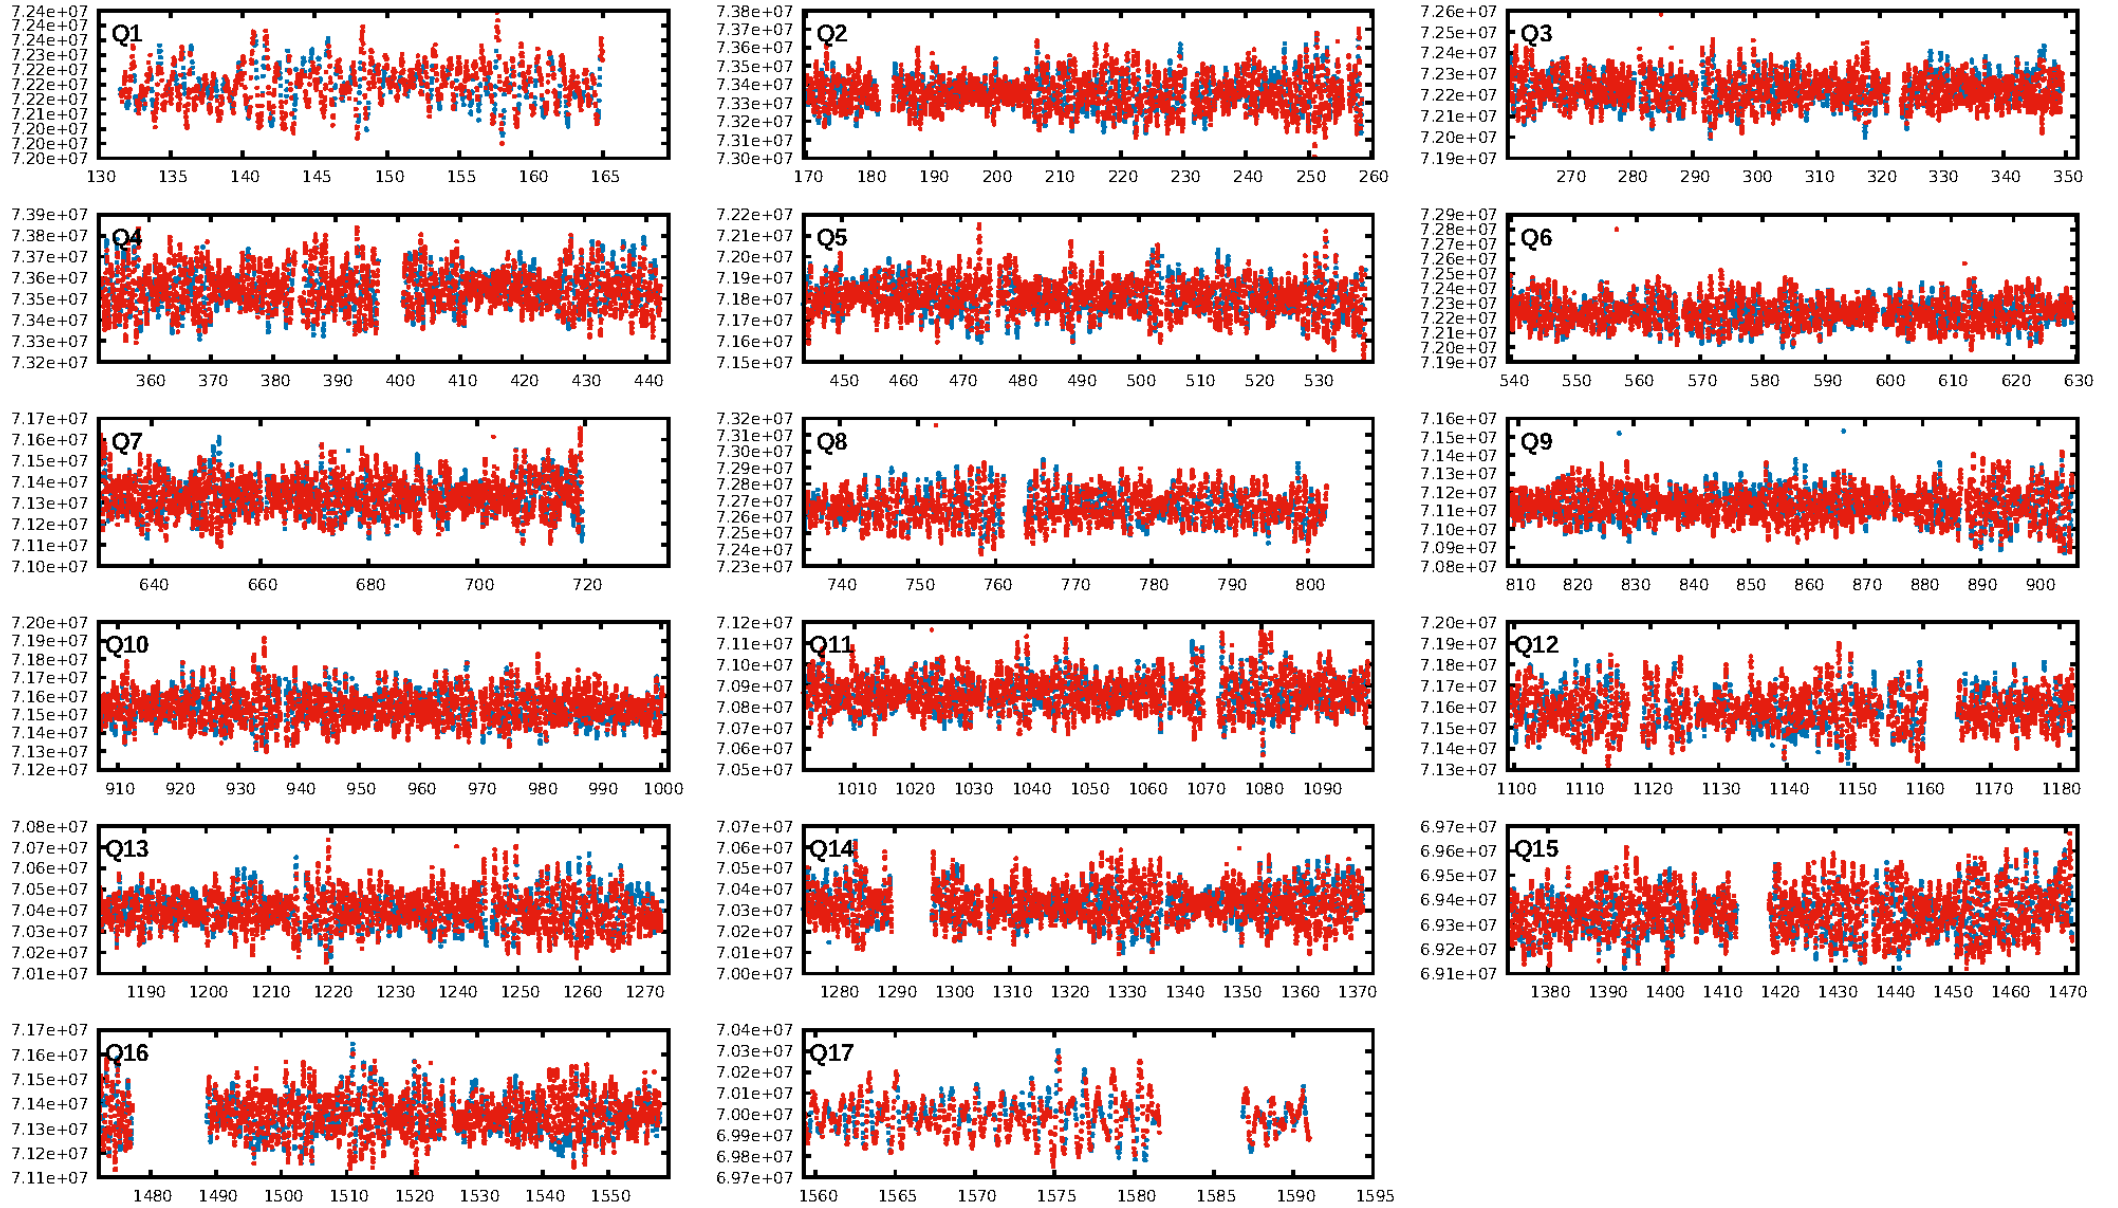 Q1
7.24e+07
7.24e+07
7.23e+07
7.23e+07
7.22e+07
7.22e+07
7.21e+07
7.21e+07
7.20e+07
7.20e+07
7.20e+07
130 135 140 145 150 155 160 165
Q2
7.38e+07
7.37e+07
7.36e+07
7.35e+07
7.34e+07
7.33e+07
7.32e+07
7.31e+07
7.30e+07
170 180 190 200 210 220 230 240 250 260
Q3
7.26e+07
7.25e+07
7.24e+07
7.23e+07
7.22e+07
7.21e+07
7.20e+07
7.19e+07
270 280 290 300 310 320 330 340 350
Q4
7.39e+07
7.38e+07
7.37e+07
7.36e+07
7.35e+07
7.34e+07
7.33e+07
7.32e+07
360 370 380 390 400 410 420 430 440
Q5
7.22e+07
7.21e+07
7.20e+07
7.19e+07
7.18e+07
7.17e+07
7.16e+07
7.15e+07
450 460 470 480 490 500 510 520 530
Q6
7.29e+07
7.28e+07
7.27e+07
7.26e+07
7.25e+07
7.24e+07
7.23e+07
7.22e+07
7.21e+07
7.20e+07
7.19e+07
540 550 560 570 580 590 600 610 620 630
Q7
7.17e+07
7.16e+07
7.15e+07
7.14e+07
7.13e+07
7.12e+07
7.11e+07
7.10e+07
640 660 680 700 720
Q8
7.32e+07
7.31e+07
7.30e+07
7.29e+07
7.28e+07
7.27e+07
7.26e+07
7.25e+07
7.24e+07
7.23e+07
740 750 760 770 780 790 800
Q9
7.16e+07
7.15e+07
7.14e+07
7.13e+07
7.12e+07
7.11e+07
7.10e+07
7.09e+07
7.08e+07
810 820 830 840 850 860 870 880 890 900
Q10
7.20e+07
7.19e+07
7.18e+07
7.17e+07
7.16e+07
7.15e+07
7.14e+07
7.13e+07
7.12e+07
910 920 930 940 950 960 970 980 990 1000
Q11
7.12e+07
7.11e+07
7.10e+07
7.09e+07
7.08e+07
7.07e+07
7.06e+07
7.05e+07
1010 1020 1030 1040 1050 1060 1070 1080 1090
Q12
7.20e+07
7.19e+07
7.18e+07
7.17e+07
7.16e+07
7.15e+07
7.14e+07
7.13e+07
1100 1110 1120 1130 1140 1150 1160 1170 1180
Q13
7.08e+07
7.07e+07
7.06e+07
7.05e+07
7.04e+07
7.03e+07
7.02e+07
7.01e+07
1190 1200 1210 1220 1230 1240 1250 1260 1270
Q14
7.07e+07
7.06e+07
7.05e+07
7.04e+07
7.03e+07
7.02e+07
7.01e+07
7.00e+07
1280 1290 1300 1310 1320 1330 1340 1350 1360 1370
Q15
6.97e+07
6.96e+07
6.95e+07
6.94e+07
6.93e+07
6.92e+07
6.91e+07
1380 1390 1400 1410 1420 1430 1440 1450 1460 1470
Q16
7.17e+07
7.16e+07
7.15e+07
7.14e+07
7.13e+07
7.12e+07
7.11e+07
1480 1490 1500 1510 1520 1530 1540 1550
Q17
7.04e+07
7.03e+07
7.02e+07
7.01e+07
7.00e+07
6.99e+07
6.98e+07
6.97e+07
1560 1565 1570 1575 1580 1585 1590 1595